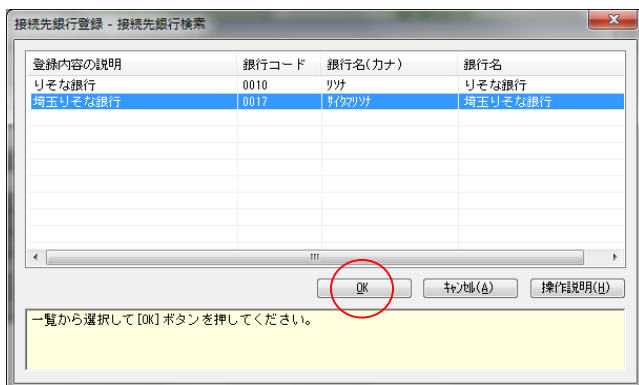 接続先銀行登録 - 接続先銀行検索
登録内容の説明 銀行コード 銀行名(カナ) 銀行名
りそな銀行 0010 ﾘｿﾅ りそな銀行
埼玉りそな銀行 0017 ｻｲﾀﾏﾘｿﾅ 埼玉りそな銀行
OK ｷｬﾝｾﾙ(A) 操作説明(H)
一覧から選択して[OK]ボタンを押してください。